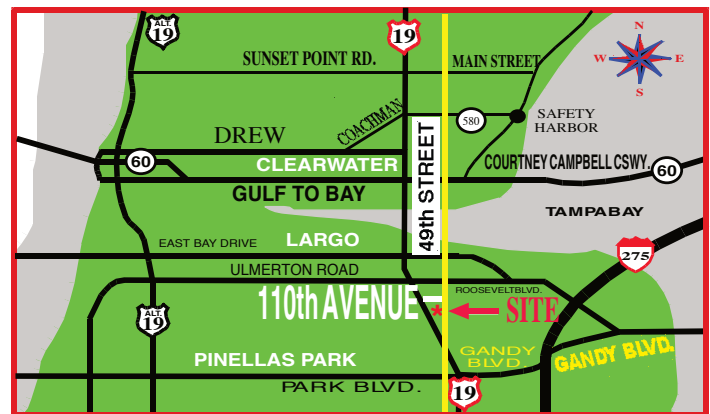 ALT.
19
19
N
W
E
S
SUNSET POINT RD.
MAIN STREET
COACHMAN
580
SAFETY
HARBOR
DREW
60
CLEARWATER
COURTNEY CAMPBELL CSWY.
60
GULF TO BAY
49th STREET
TAMPABAY
EAST BAY DRIVE
LARGO
275
ULMERTON ROAD
ROOSEVELTBLVD.
110th AVENUE
* SITE
ALT.
19
PINELLAS PARK
GANDY
BLVD.
GANDY BLVD.
PARK BLVD.
19